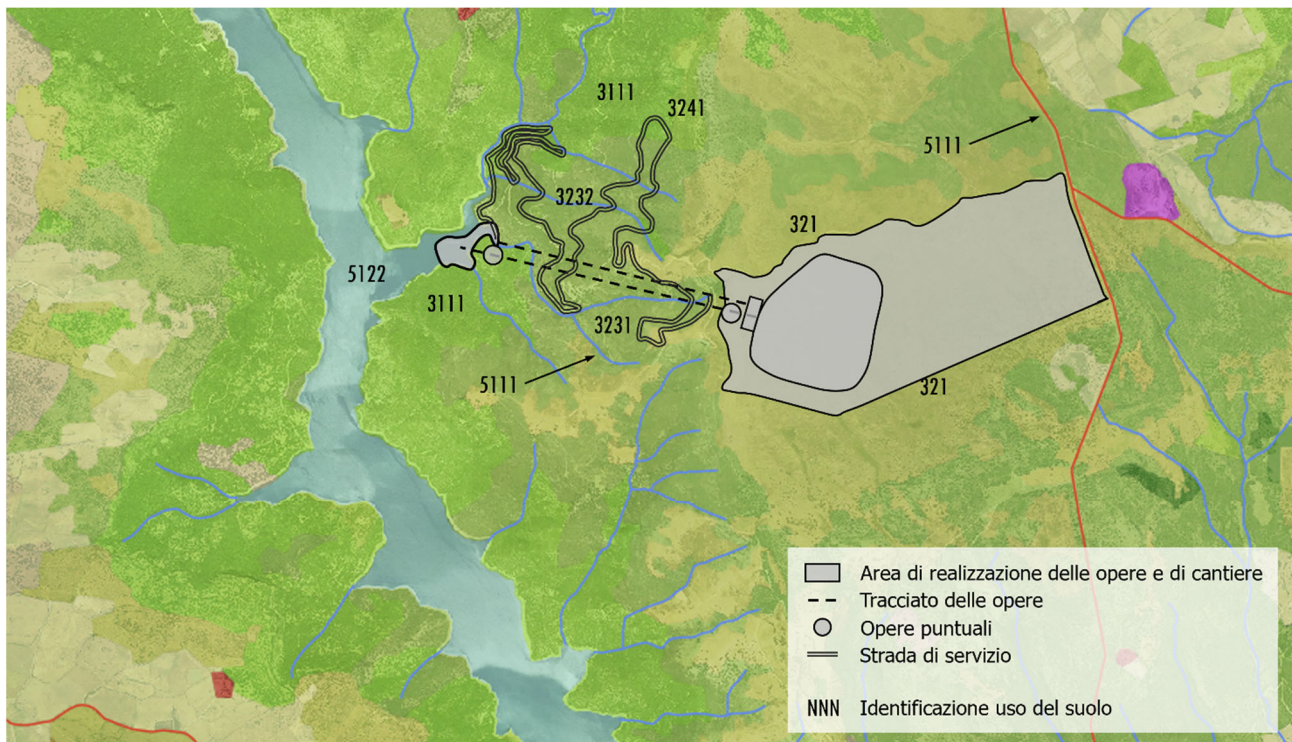 3111
3241
5111
3232
321
5122
3111
3231
5111
321
Area di realizzazione delle opere e di cantiere
Tracciato delle opere
Opere puntuali
Strada di servizio
NNN Identificazione uso del suolo